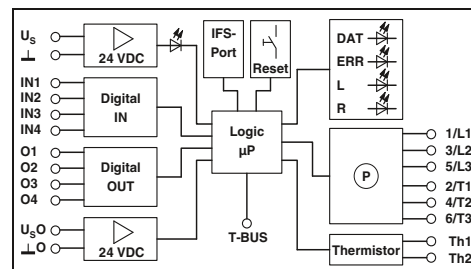 US
⊥
24 VDC
IFS-
Port
Reset
DAT
ERR
L
R
IN1
IN2
IN3
IN4
Digital
IN
Logic
µP
O1
O2
O3
O4
Digital
OUT
P
1/L1
3/L2
5/L3
2/T1
4/T2
6/T3
USO
⊥O
24 VDC
T-BUS
Thermistor
Th1
Th2